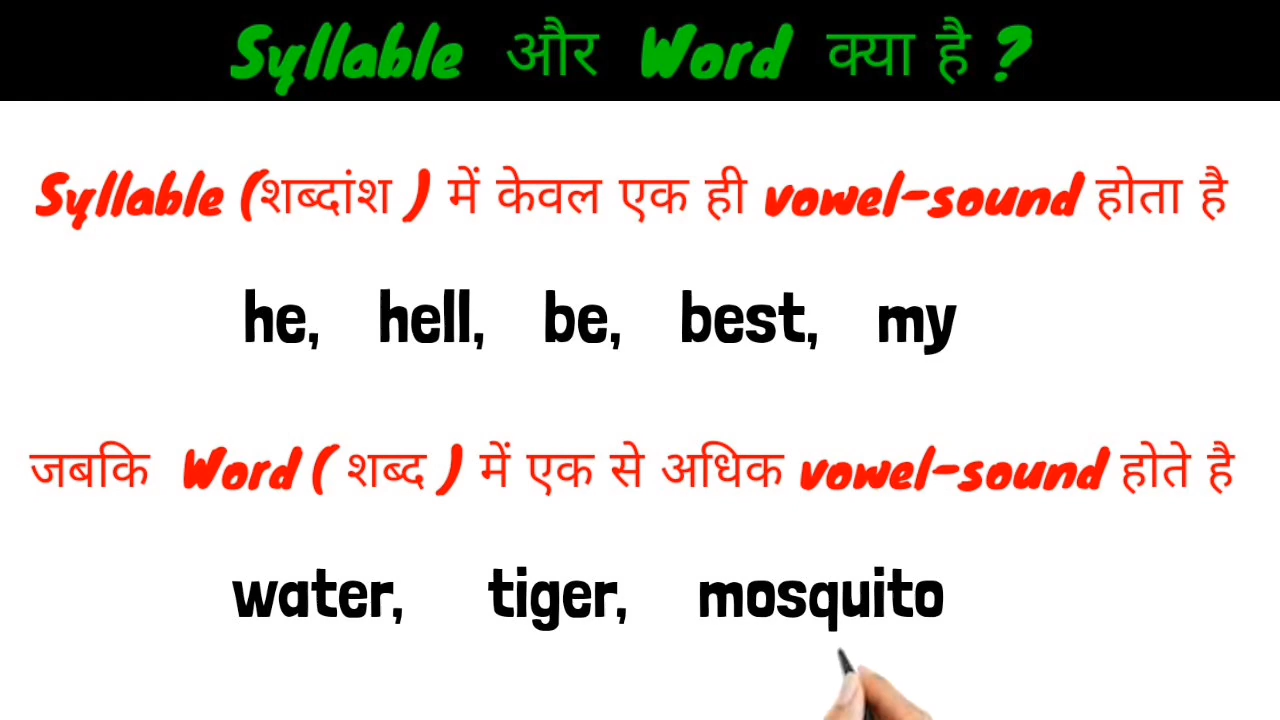 Syllable और Word क्या है ?
Syllable (शब्दांश ) में केवल एक ही vowel-sound होता है
he, hell, be, best, my
जबकि Word ( शब्द ) में एक से अधिक vowel-sound होते है
water, tiger, mosquito